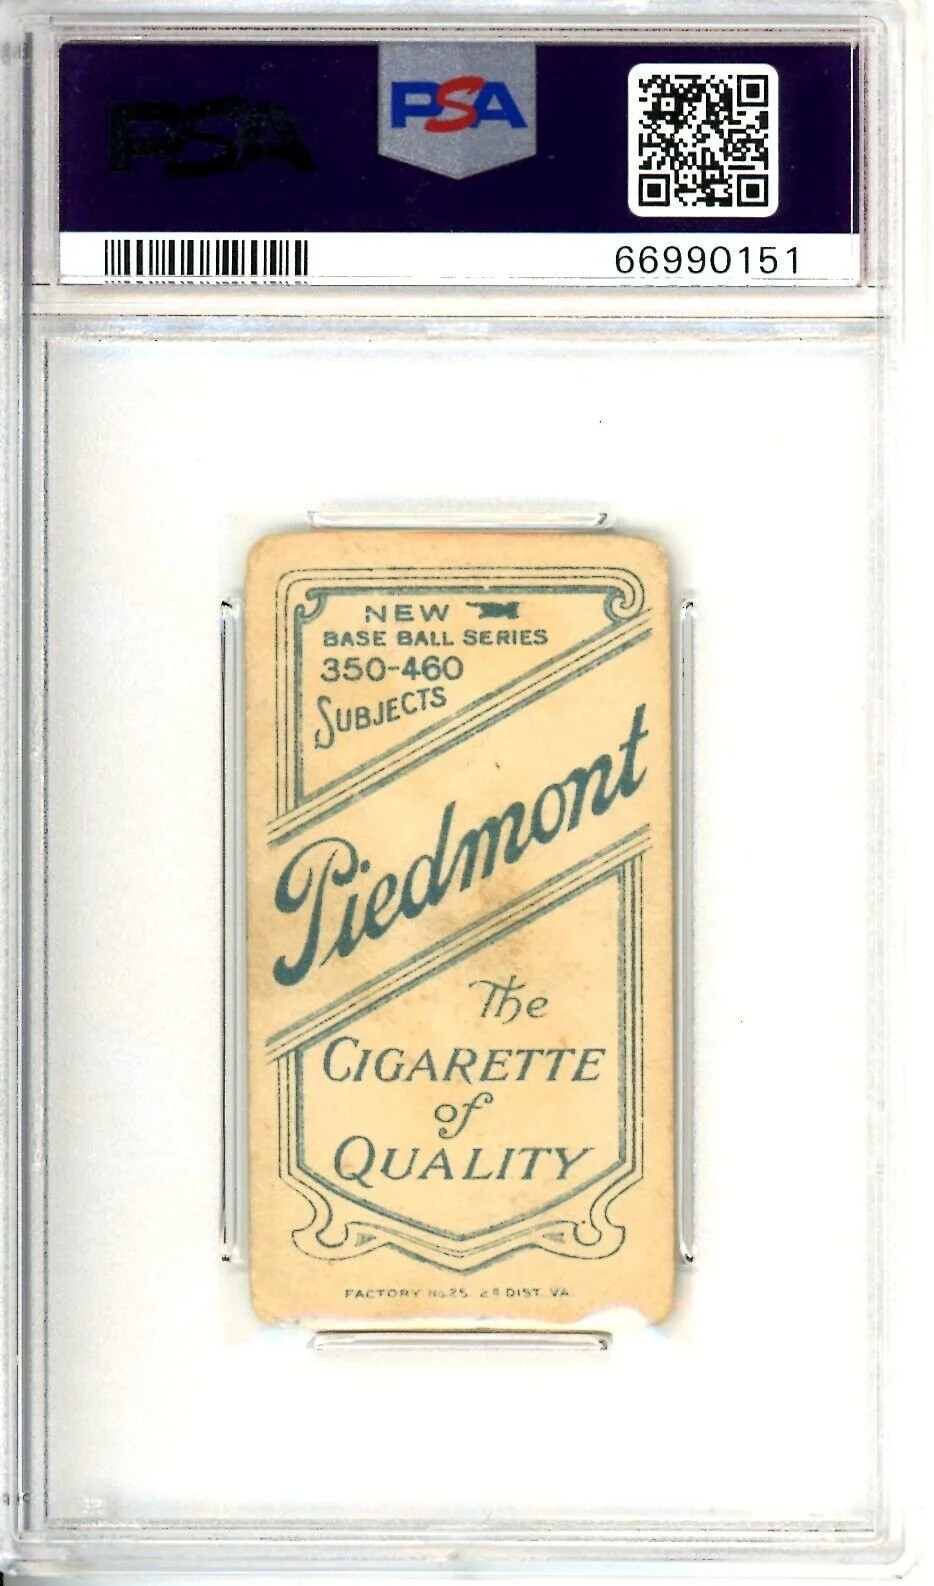 PSA
PSA
66990151
NEW
BASE BALL SERIES
350-460
SUBJECTS
Piedmont
The
CIGARETTE
of
QUALITY
FACTORY No 25. 2d DIST. VA.